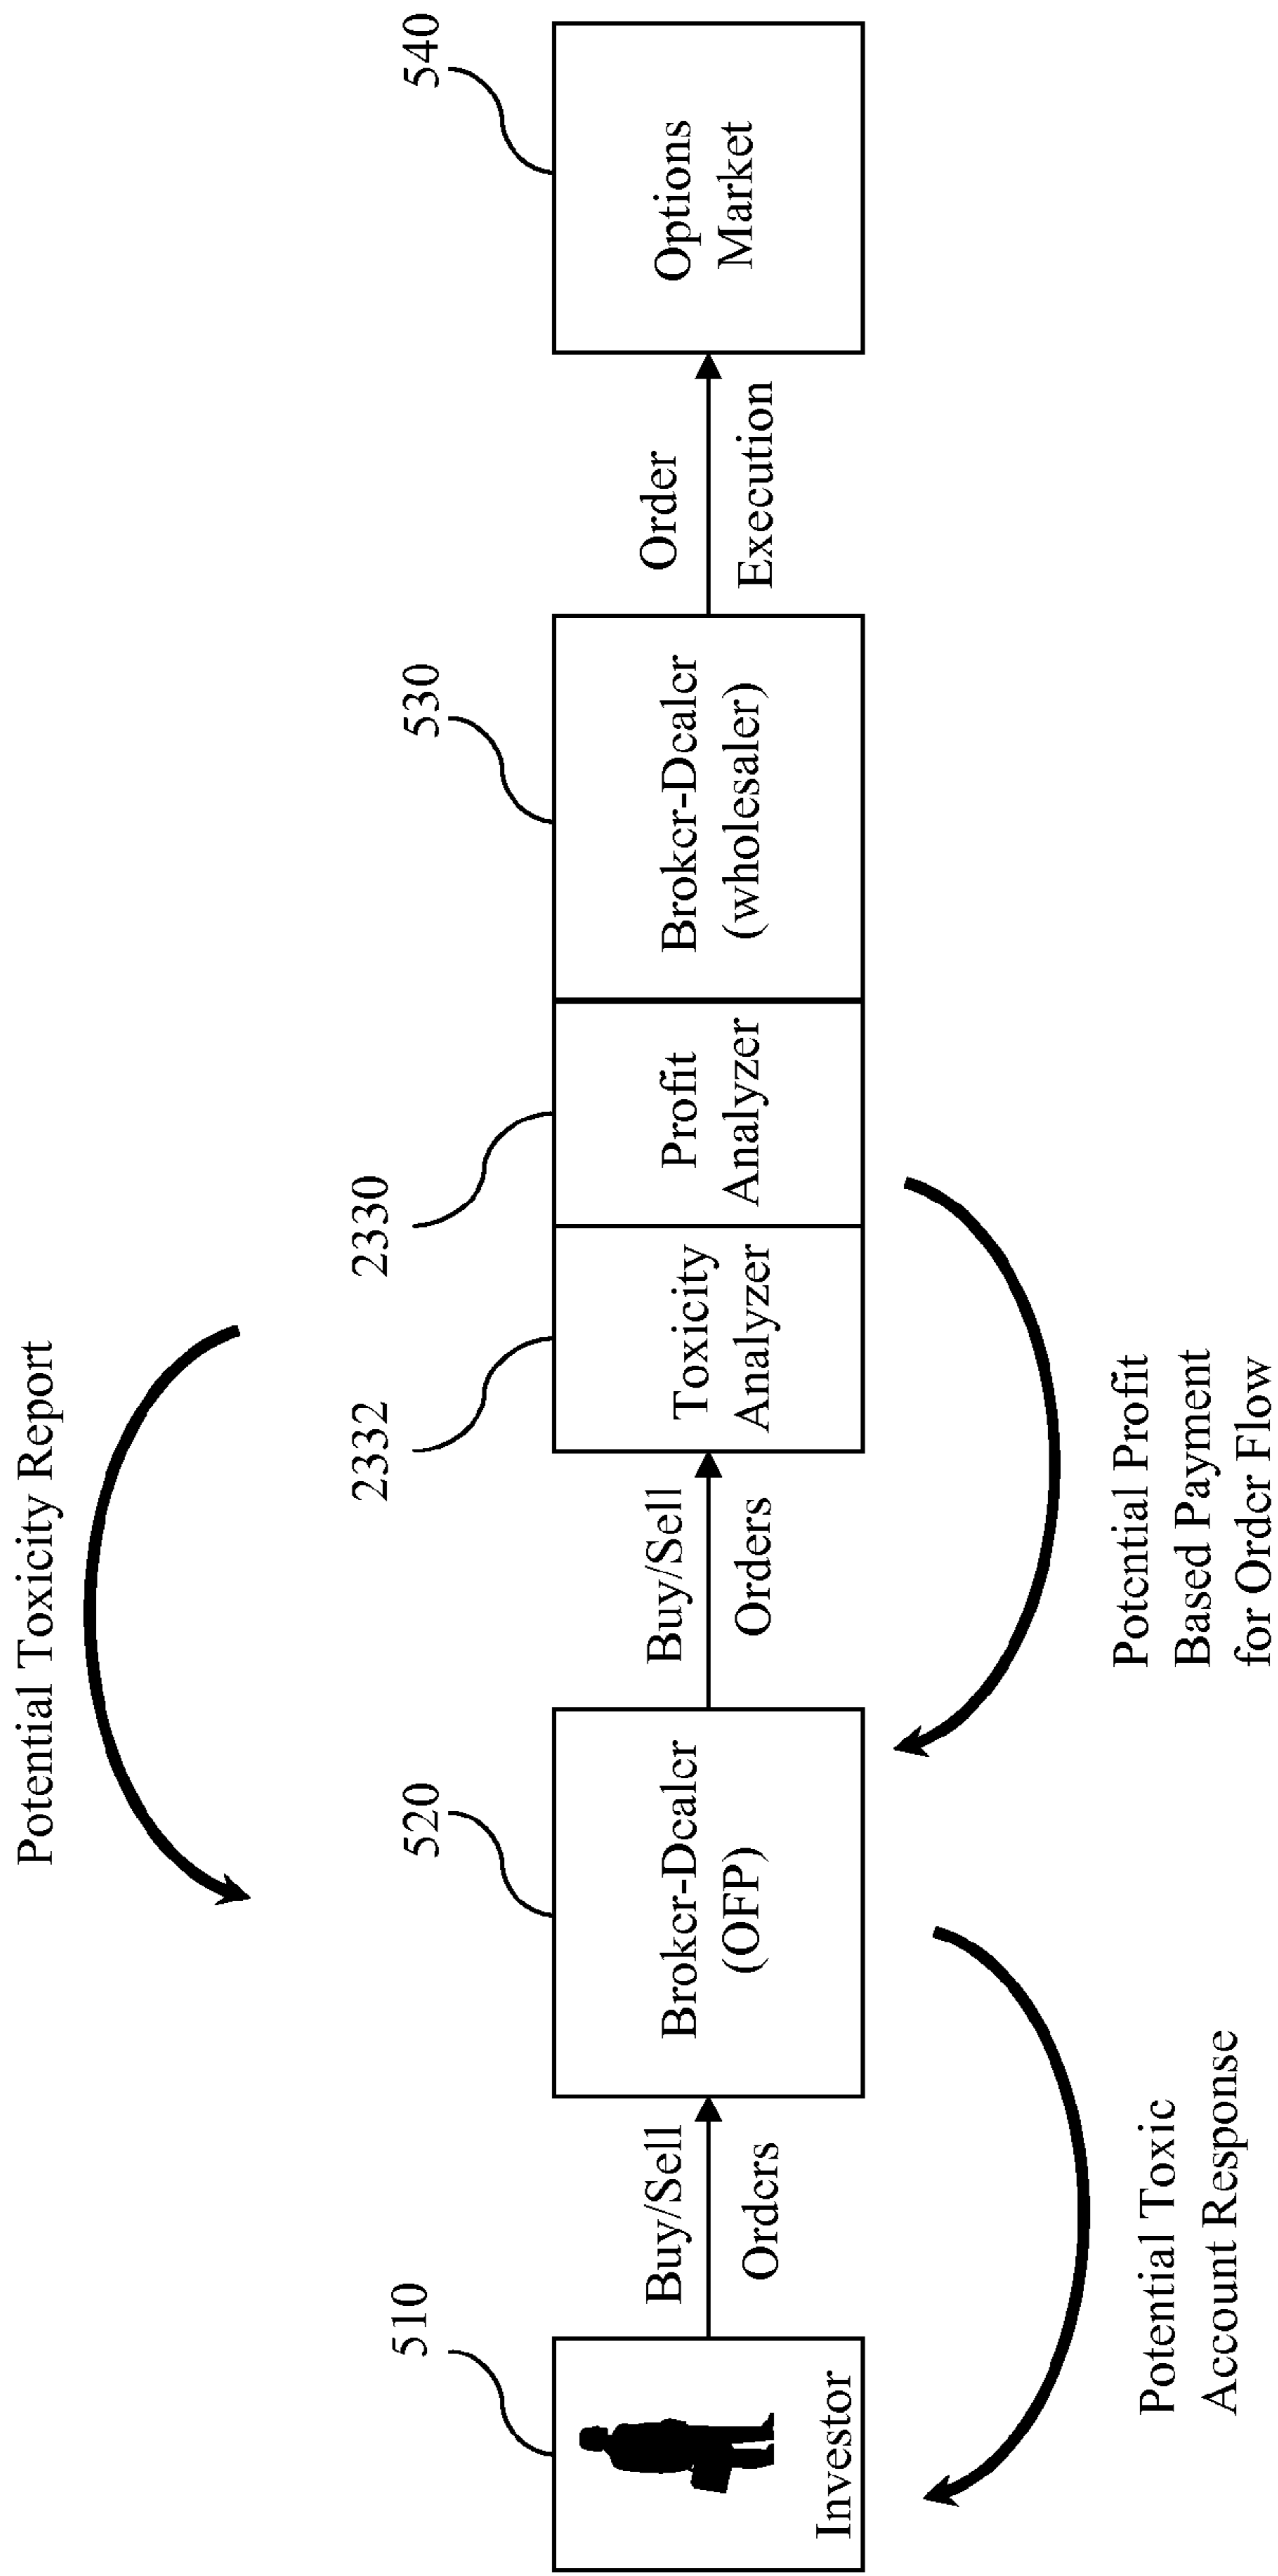 Potential Toxicity Report
510
520
2332
2330
530
540
Investor
Buy/Sell
Orders
Broker-Dealer
(OFP)
Buy/Sell
Orders
Toxicity
Analyzer
Profit
Analyzer
Broker-Dealer
(wholesaler)
Order
Execution
Options
Market
Potential Toxic
Account Response
Potential Profit
Based Payment
for Order Flow